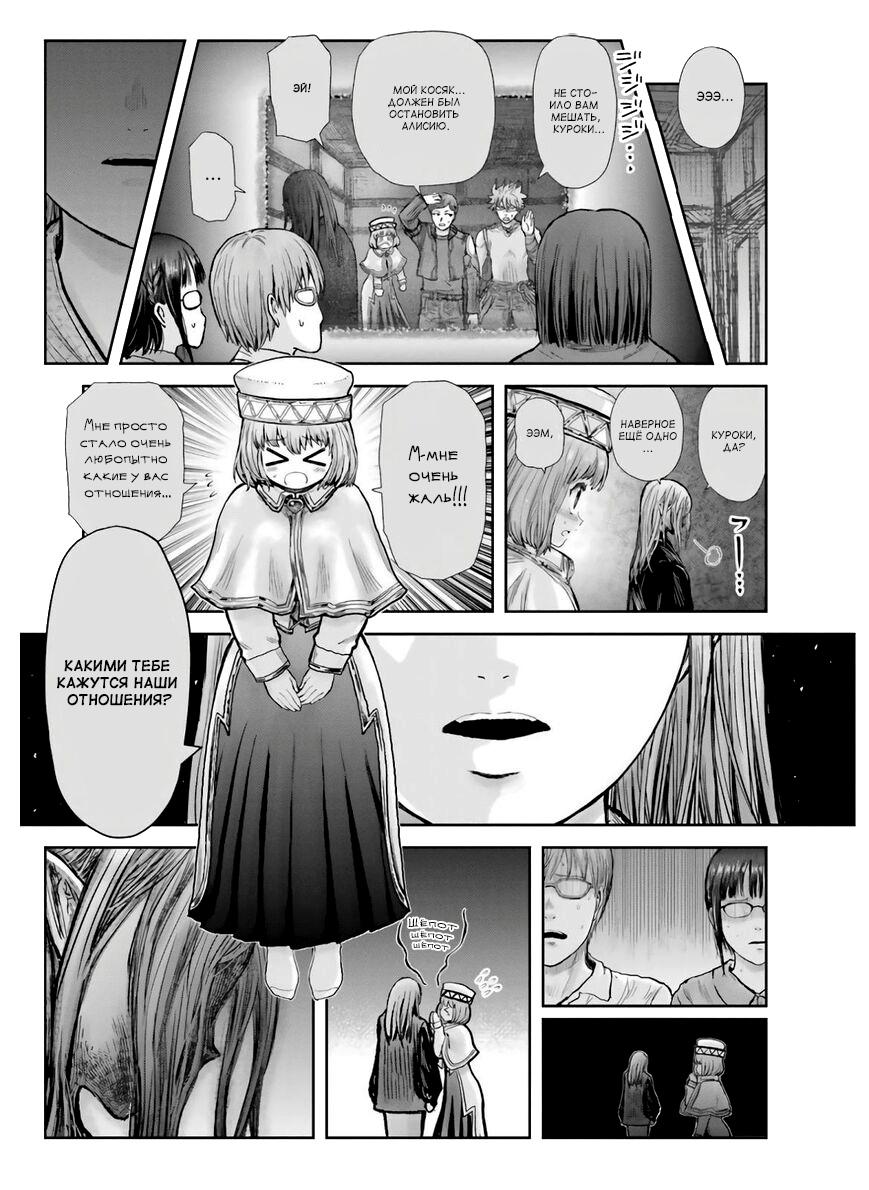 ЭЭЭ...
НЕ СТО-
ИЛО ВАМ
МЕШАТЬ,
КУРОКИ...
МОЙ КОСЯК...
ДОЛЖЕН БЫЛ
ОСТАНОВИТЬ
АЛИСИЮ.
ЭЙ!
...
КУРОКИ,
ДА?
НАВЕРНОЕ
ЕЩЁ ОДНО
...
ЭЭМ,
フー…
М-мне
очень
жаль!!!
Мне просто
стало очень
любопытно
какие у вас
отношения...
КАКИМИ ТЕБЕ
КАЖУТСЯ НАШИ
ОТНОШЕНИЯ?
Шёпот
шёпот
шёпот